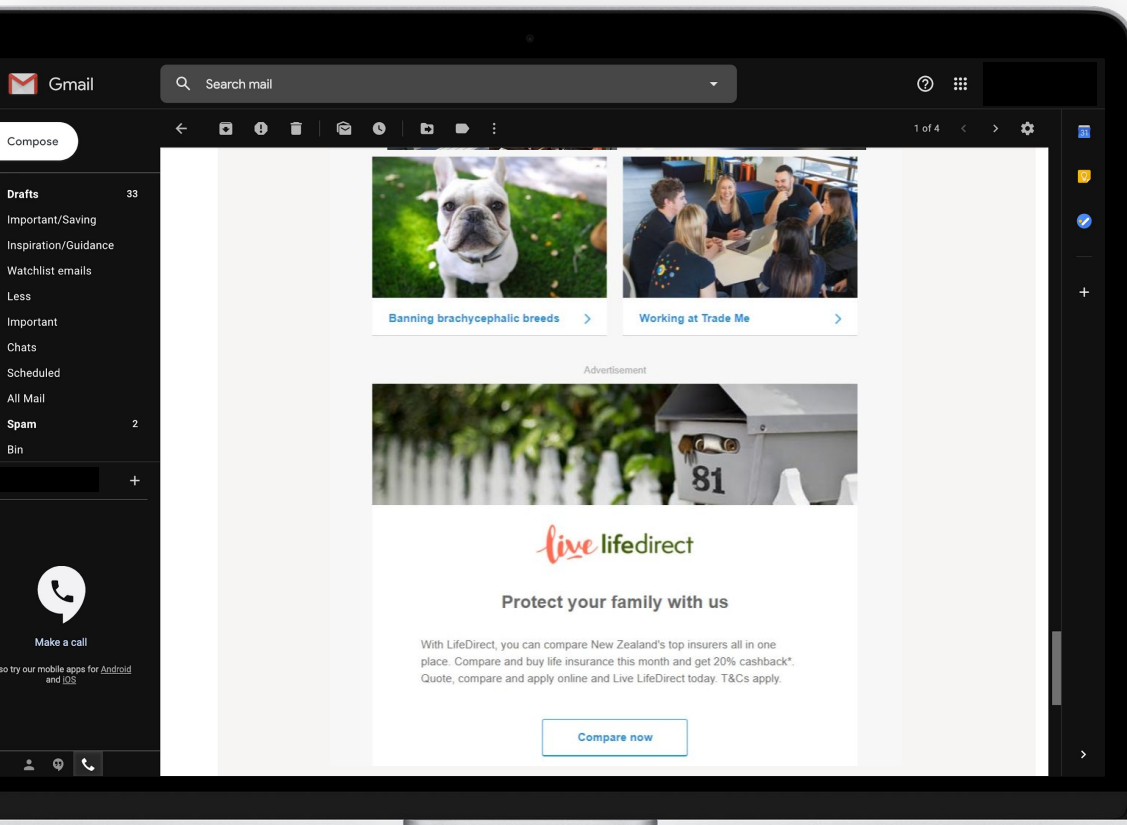 Gmail
Search mail
Compose
1 of 4
31
Drafts 33
Important/Saving
Inspiration/Guidance
Watchlist emails
Less
Important
Chats
Scheduled
All Mail
Spam 2
Bin
Make a call
so try our mobile apps for Android
and iOS
Banning brachycephalic breeds
Working at Trade Me
Advertisement
81
live lifedirect
Protect your family with us
With LifeDirect, you can compare New Zealand's top insurers all in one
place. Compare and buy life insurance this month and get 20% cashback*.
Quote, compare and apply online and Live LifeDirect today. T&Cs apply.
Compare now